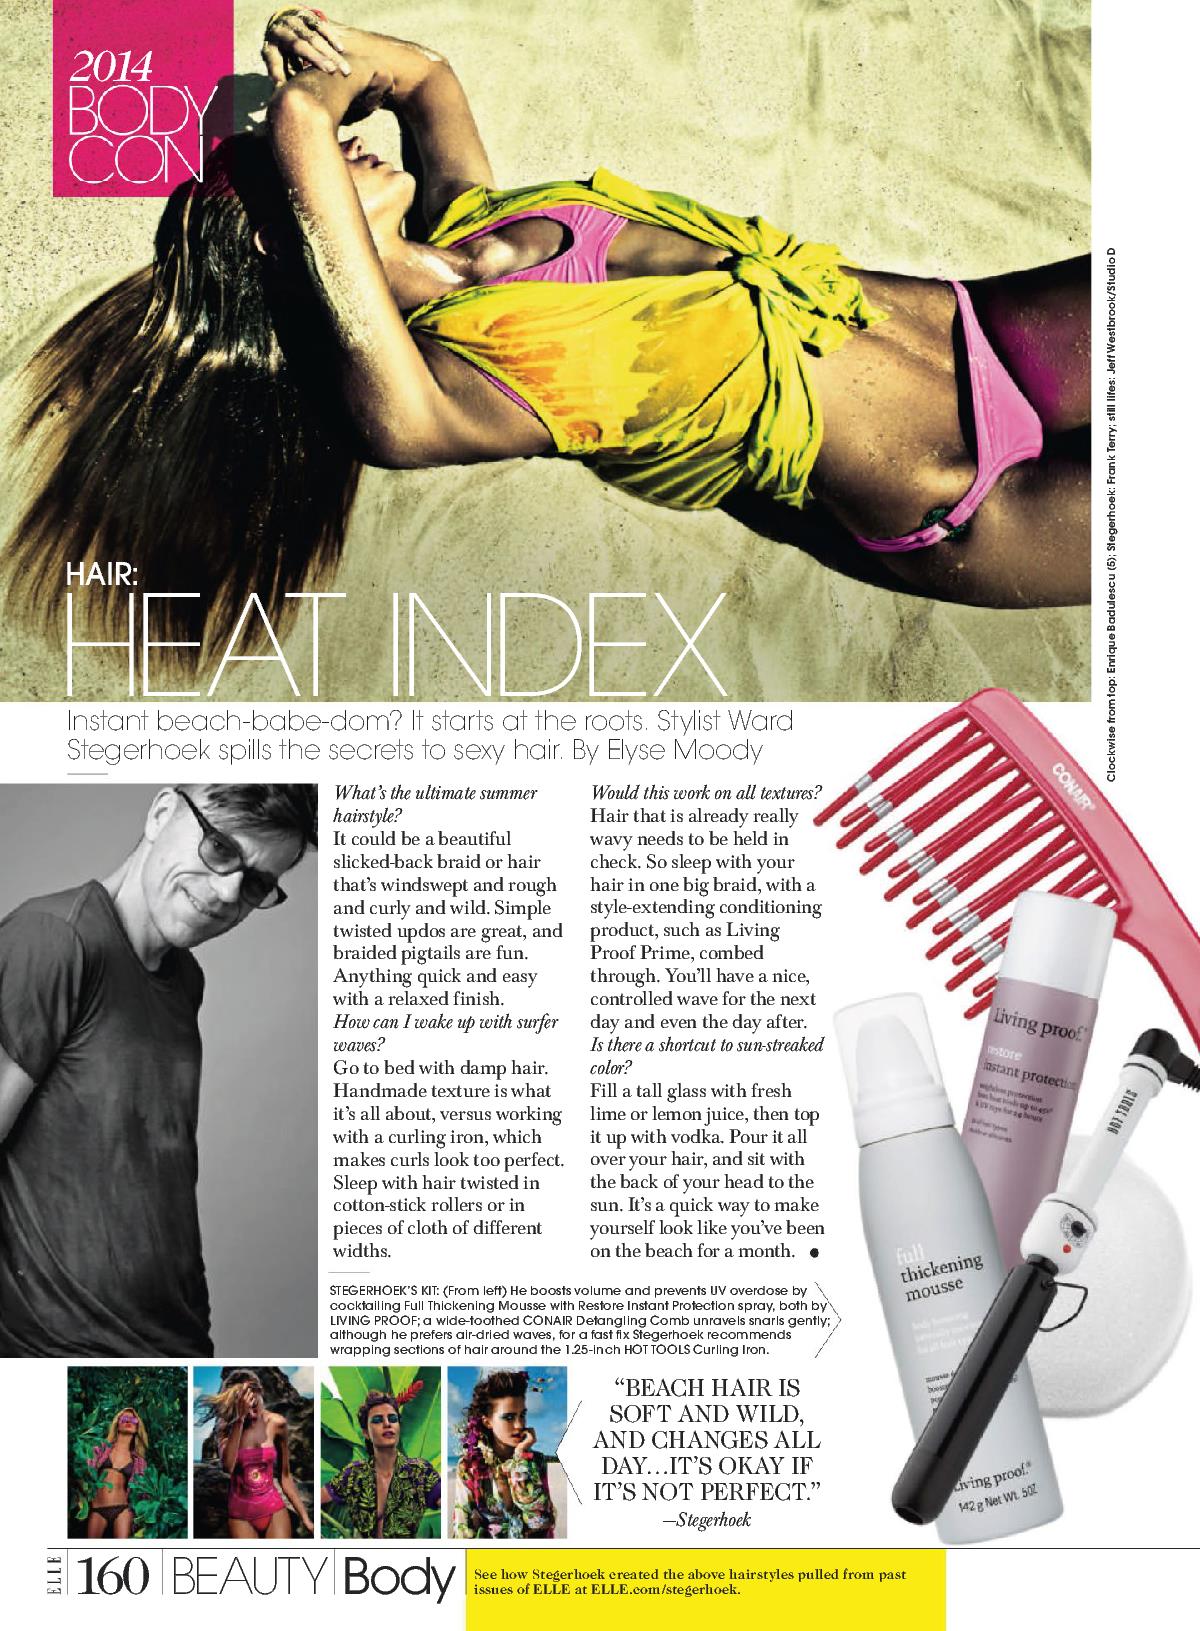 2014
BODY
CON
HAIR:
HEAT INDEX
Instant beach-babe-dom? It starts at the roots. Stylist Ward
Stegerhoek spills the secrets to sexy hair. By Elyse Moody
Clockwise from top: Enrique Badulescu (5); Stegerhoek: Frank Terry; still lifes: Jeff Westbrook/Studio D
What's the ultimate summer
hairstyle?
It could be a beautiful
slicked-back braid or hair
that's windswept and rough
and curly and wild. Simple
twisted updos are great, and
braided pigtails are fun.
Anything quick and easy
with a relaxed finish.
How can I wake up with surfer
waves?
Go to bed with damp hair.
Handmade texture is what
it's all about, versus working
with a curling iron, which
makes curls look too perfect.
Sleep with hair twisted in
cotton-stick rollers or in
pieces of cloth of different
widths.
Would this work on all textures?
Hair that is already really
wavy needs to be held in
check. So sleep with your
hair in one big braid, with a
style-extending conditioning
product, such as Living
Proof Prime, combed
through. You'll have a nice,
controlled wave for the next
day and even the day after.
Is there a shortcut to sun-streaked
color?
Fill a tall glass with fresh
lime or lemon juice, then top
it up with vodka. Pour it all
over your hair, and sit with
the back of your head to the
sun. It's a quick way to make
yourself look like you've been
on the beach for a month. ●
CONAIR®
Living proof.®
restore
instant protection
HOT TOOLS
full
thickening
mousse
living proof.®
142 g Net Wt. 5OZ
STEGERHOEK'S KIT: (From left) He boosts volume and prevents UV overdose by
cocktailing Full Thickening Mousse with Restore Instant Protection spray, both by
LIVING PROOF; a wide-toothed CONAIR Detangling Comb unravels snarls gently;
although he prefers air-dried waves, for a fast fix Stegerhoek recommends
wrapping sections of hair around the 1.25-inch HOT TOOLS Curling Iron.
“BEACH HAIR IS
SOFT AND WILD,
AND CHANGES ALL
DAY…IT'S OKAY IF
IT'S NOT PERFECT.”
—Stegerhoek
ELLE 160 BEAUTY Body
See how Stegerhoek created the above hairstyles pulled from past
issues of ELLE at ELLE.com/stegerhoek.